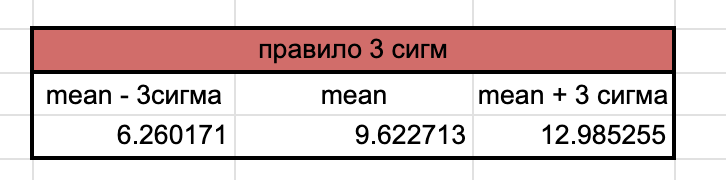 правило 3 сигм
mean - 3сигма mean mean + 3 сигма
6.260171 9.622713 12.985255